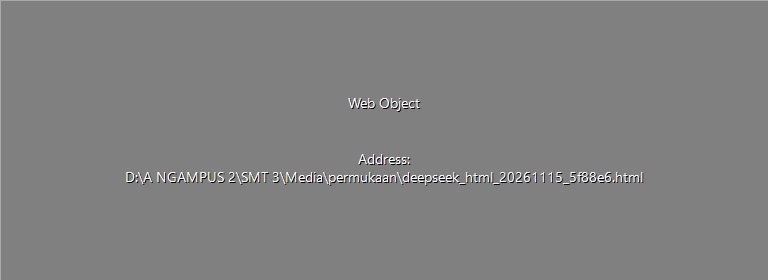 Web Object
Address:
D:\A NGAMPUS 2\SMT 3\Media\permukaan\deepseek_html_20261115_5f88e6.html